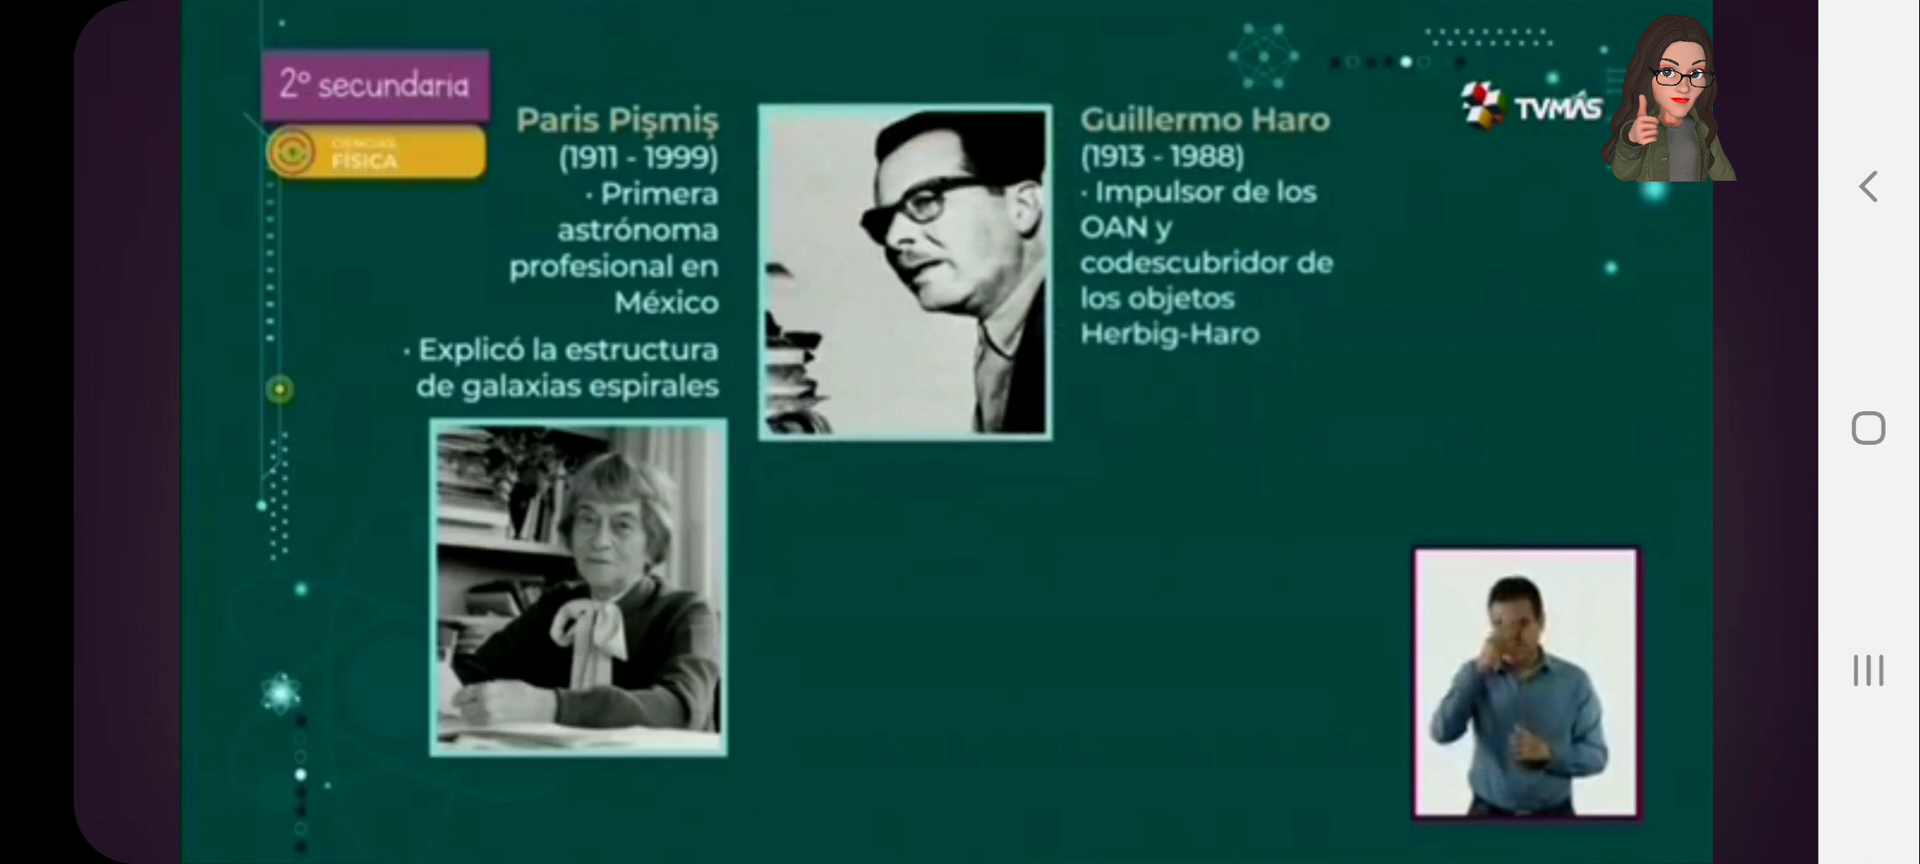 2° secundaria
CIENCIAS.
FÍSICA
Paris Pişmiş
(1911 - 1999)
· Primera
astrónoma
profesional en
México
· Explicó la estructura
de galaxias espirales
Guillermo Haro
(1913 - 1988)
· Impulsor de los
OAN y
codescubridor de
los objetos
Herbig-Haro
TVMÁS